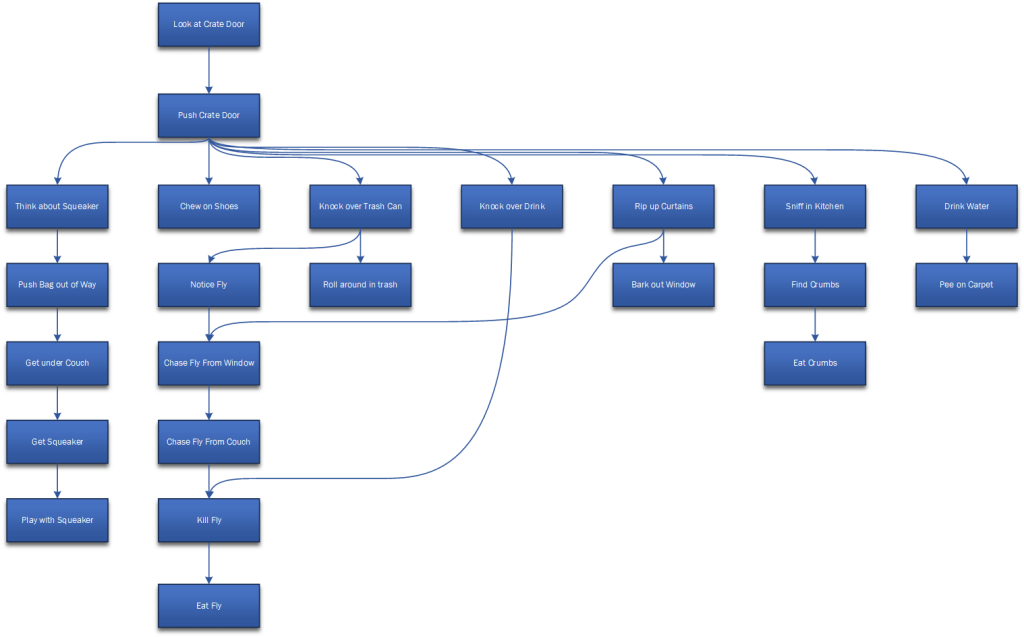 Look at Crate Door
Push Crate Door
Think about Squeaker
Chew on Shoes
Knock over Trash Can
Knock over Drink
Rip up Curtains
Sniff in Kitchen
Drink Water
Push Bag out of Way
Notice Fly
Roll around in trash
Bark out Window
Find Crumbs
Pee on Carpet
Get under Couch
Chase Fly From Window
Eat Crumbs
Get Squeaker
Chase Fly From Couch
Play with Squeaker
Kill Fly
Eat Fly